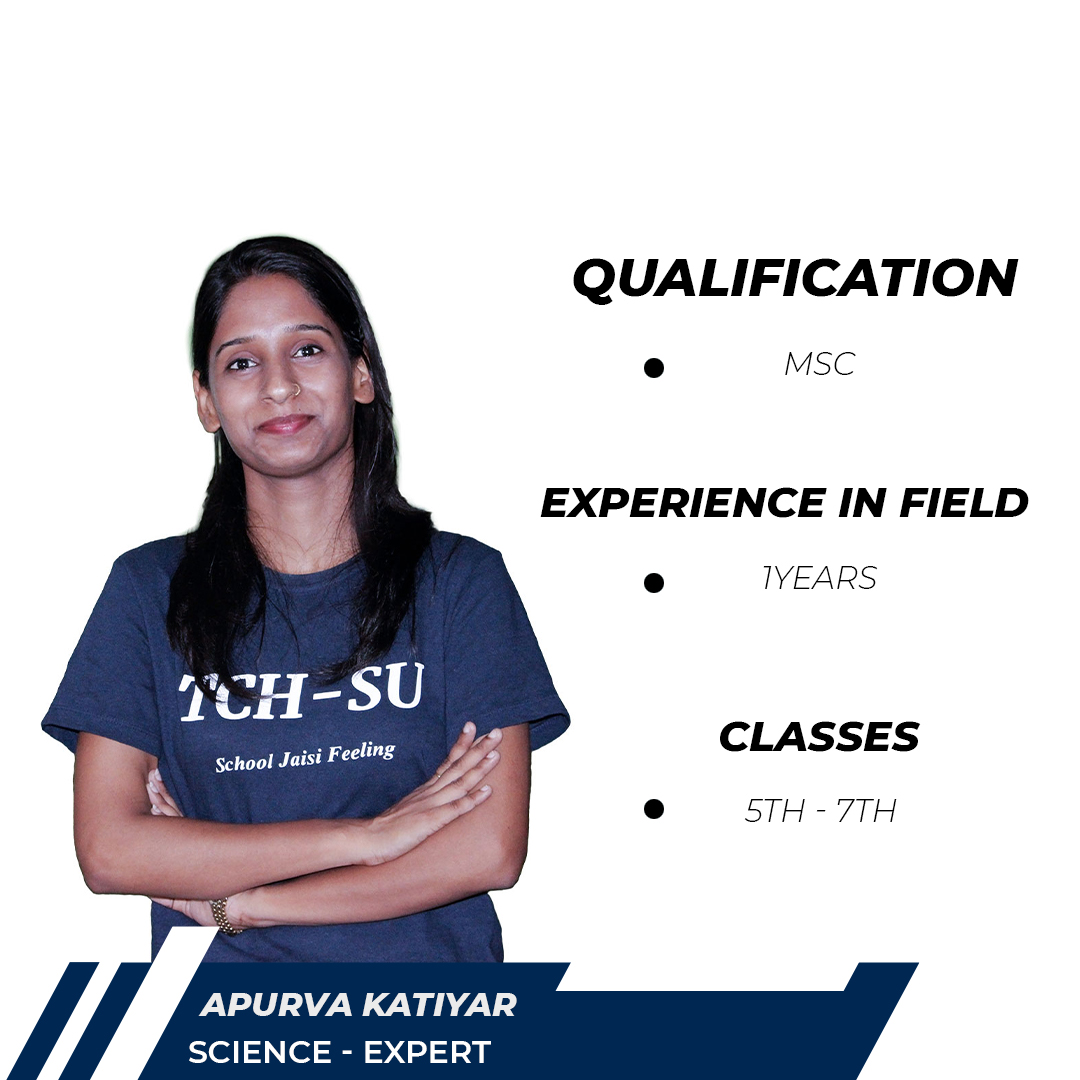 QUALIFICATION
MSC
EXPERIENCE IN FIELD
1YEARS
CLASSES
5TH - 7TH
TCH-SU
School Jaisi Feeling
APURVA KATIYAR
SCIENCE - EXPERT